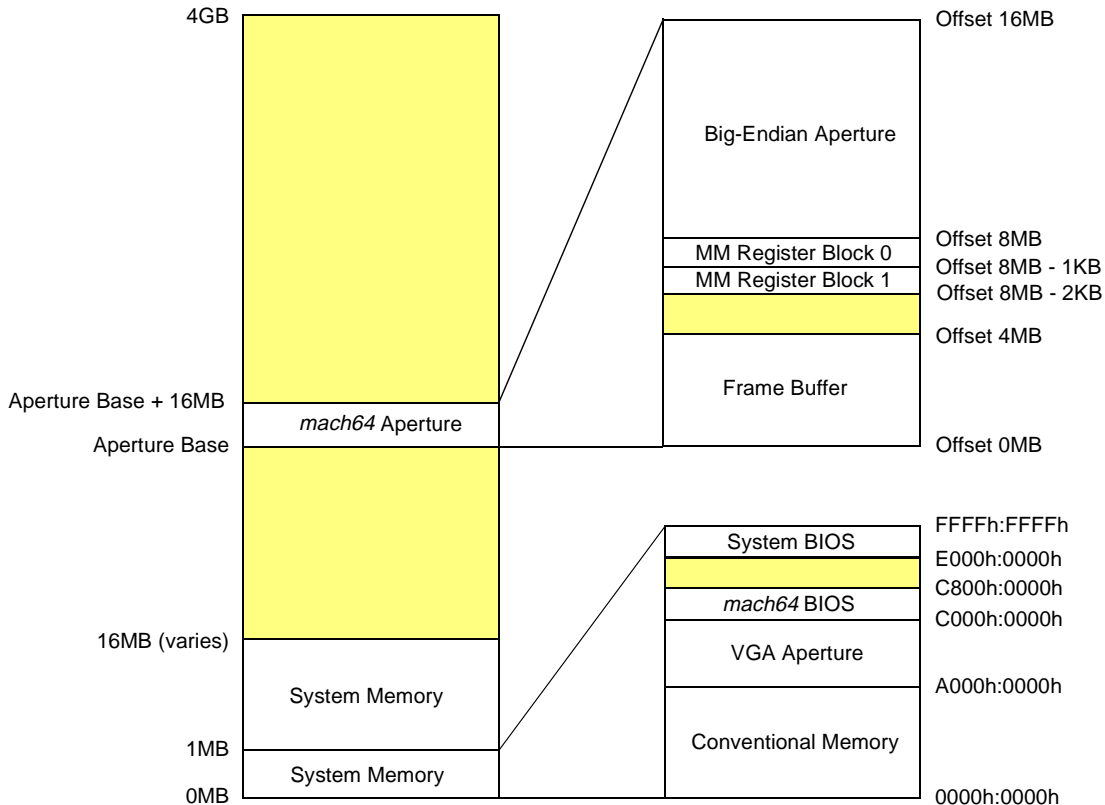 4GB
Offset 16MB
Big-Endian Aperture
Offset 8MB
MM Register Block 0
Offset 8MB - 1KB
MM Register Block 1
Offset 8MB - 2KB
Offset 4MB
Frame Buffer
Aperture Base + 16MB
mach64 Aperture
Aperture Base
Offset 0MB
FFFFh:FFFFh
System BIOS
E000h:0000h
C800h:0000h
mach64 BIOS
C000h:0000h
16MB (varies)
VGA Aperture
A000h:0000h
System Memory
1MB
Conventional Memory
System Memory
0MB
0000h:0000h